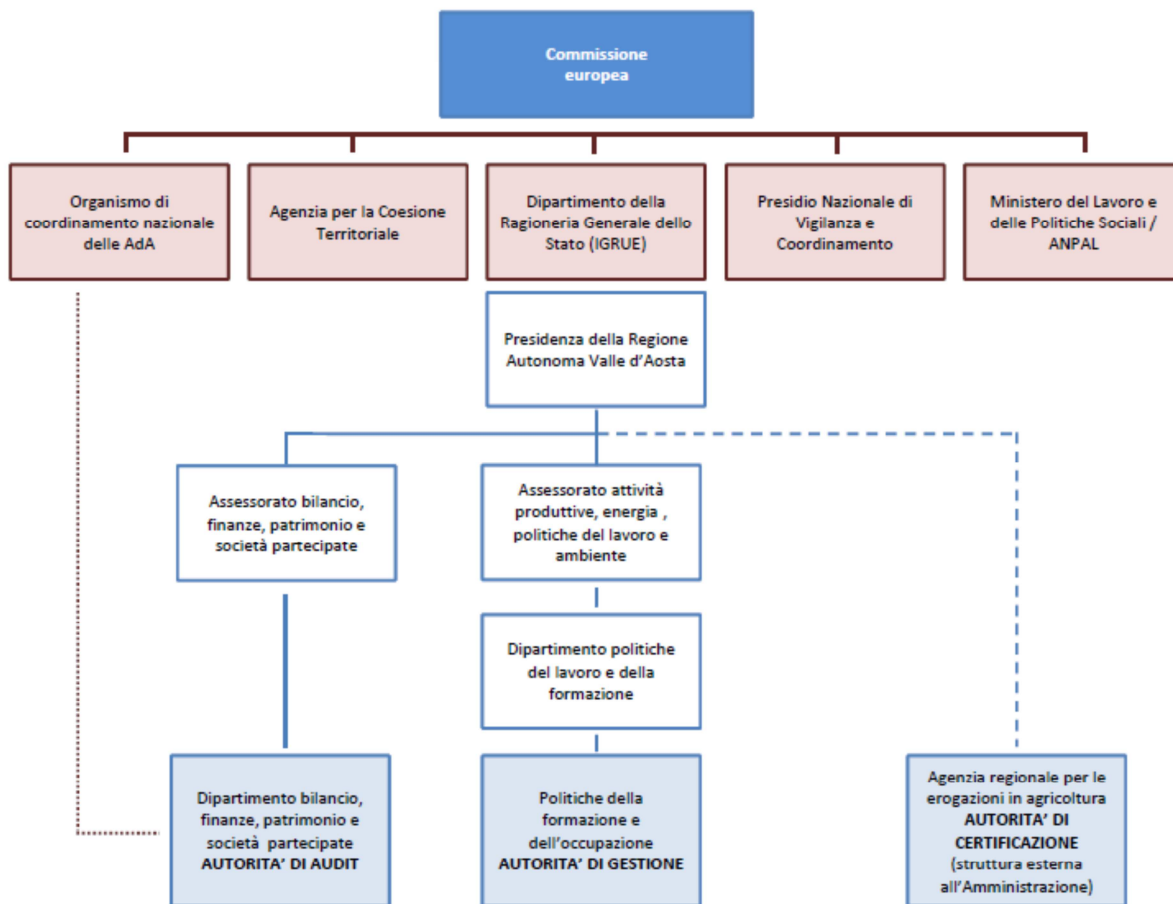 Commissione
europea
Organismo di
coordinamento nazionale
delle AdA
Agenzia per la Coesione
Territoriale
Dipartimento della
Ragioneria Generale dello
Stato (IGRUE)
Presidio Nazionale di
Vigilanza e
Coordinamento
Ministero del Lavoro e
delle Politiche Sociali /
ANPAL
Presidenza della Regione
Autonoma Valle d’Aosta
Assessorato bilancio,
finanze, patrimonio e
società partecipate
Assessorato attività
produttive, energia ,
politiche del lavoro e
ambiente
Dipartimento politiche
del lavoro e della
formazione
Dipartimento bilancio,
finanze, patrimonio e
società partecipate
AUTORITA’ DI AUDIT
Politiche della
formazione e
dell’occupazione
AUTORITA’ DI GESTIONE
Agenzia regionale per le
erogazioni in agricoltura
AUTORITA’ DI
CERTIFICAZIONE
(struttura esterna
all’Amministrazione)